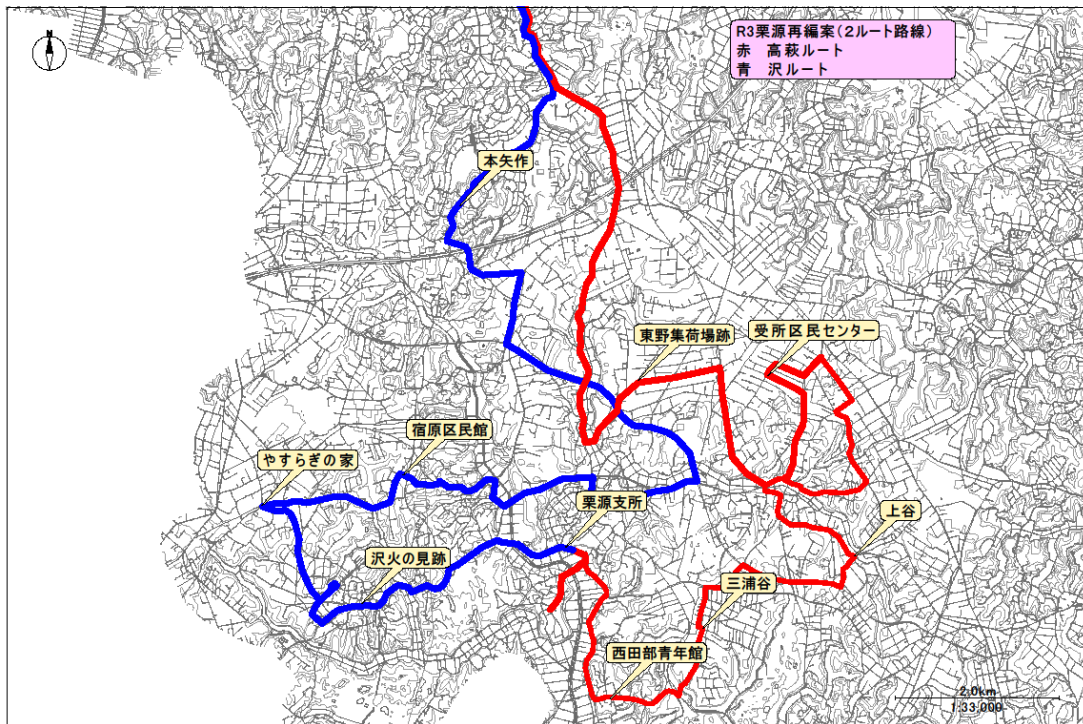 R3栗源再編案(2ルート路線)
赤 高萩ルート
青 沢ルート
本矢作
東野集荷場跡
受所区民センター
宿原区民館
やすらぎの家
栗源支所
上谷
沢火の見跡
三浦谷
西田部青年館
2.0km
1:33,000